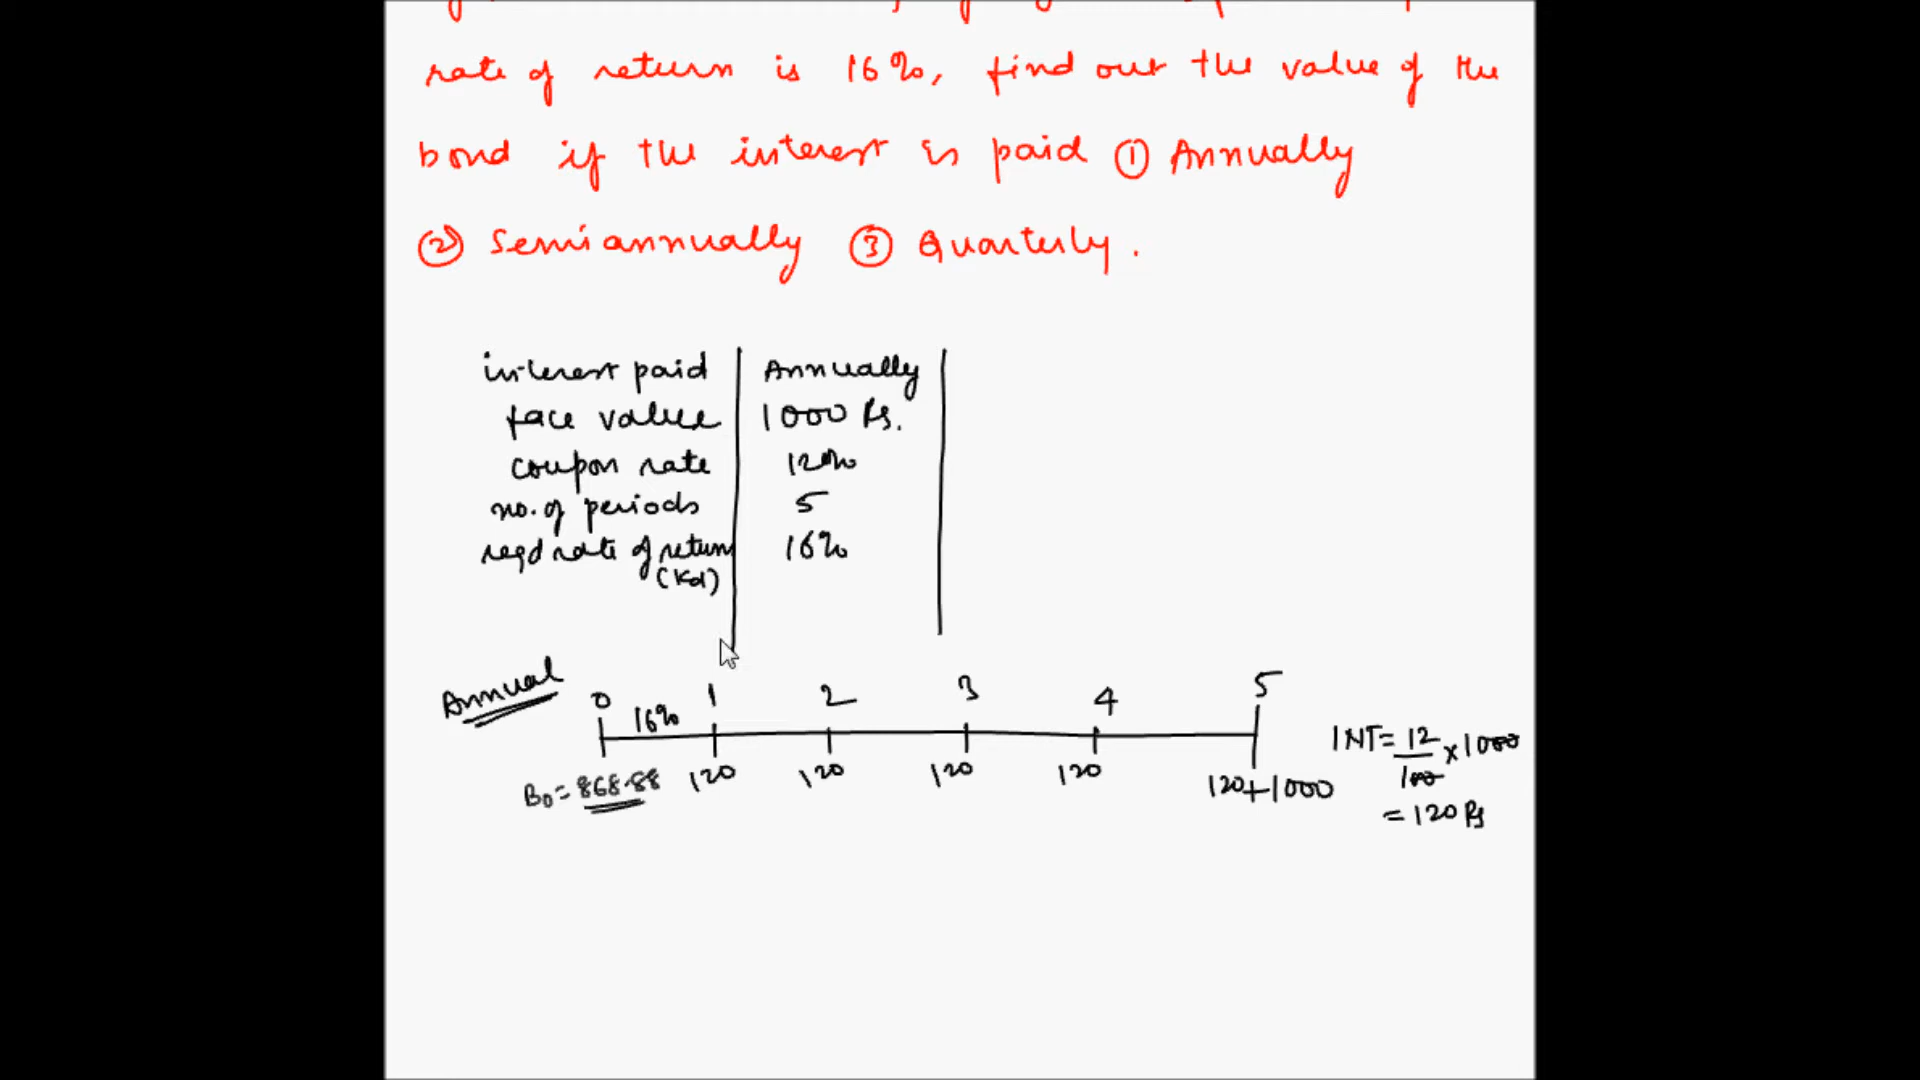 rate of return is 16%, find out the value of the
bond if the interest is paid ① Annually
② Semiannually ③ Quarterly.
interest paid Annually
face value 1000 Rs.
coupon rate 12%
no. of periods 5
reqd rate of return 16%
(Kd)
Annual
0 1 2 3 4 5
16%
B0 = 868.88 120 120 120 120 120+1000
INT = 12/100 x 1000
= 120 Rs